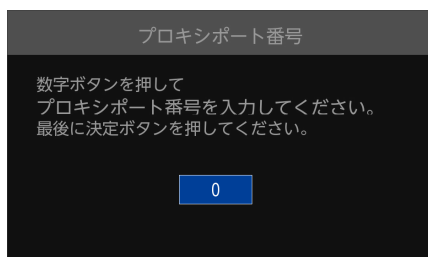 プロキシポート番号
数字ボタンを押して
プロキシポート番号を入力してください。
最後に決定ボタンを押してください。
0